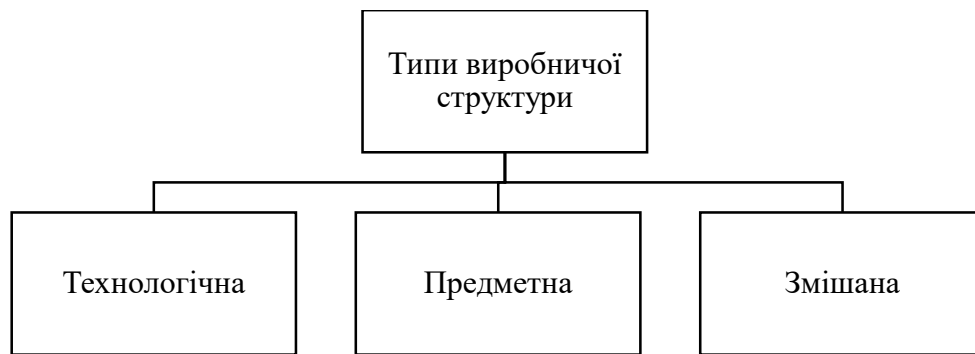 Типи виробничої
структури
Технологічна
Предметна
Змішана